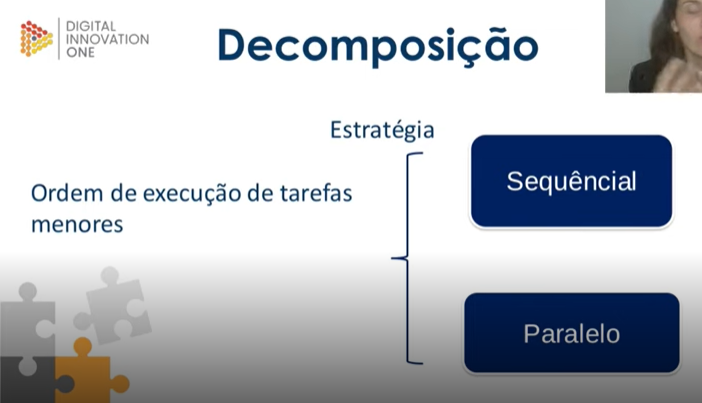 DIGITAL
INNOVATION
ONE
Decomposição
Estratégia
Sequêncial
Ordem de execução de tarefas
menores
Paralelo